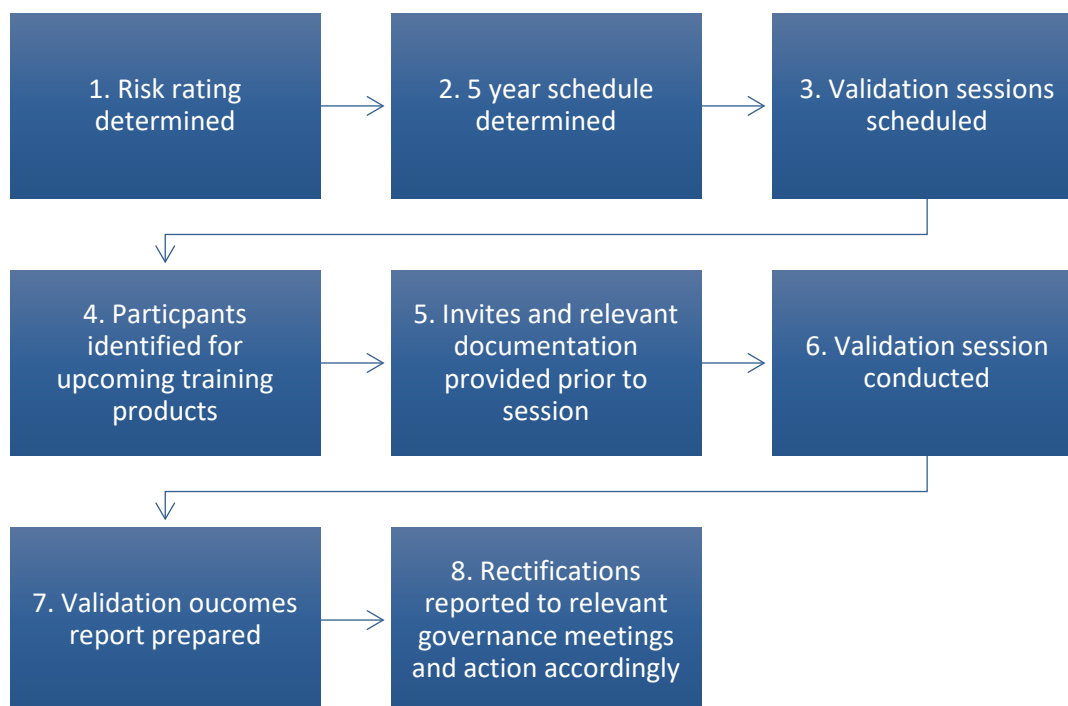 1. Risk rating
determined
2. 5 year schedule
determined
3. Validation sessions
scheduled
4. Particpants
identified for
upcoming training
products
5. Invites and relevant
documentation
provided prior to
session
6. Validation session
conducted
7. Validation oucomes
report prepared
8. Rectifications
reported to relevant
governance meetings
and action accordingly